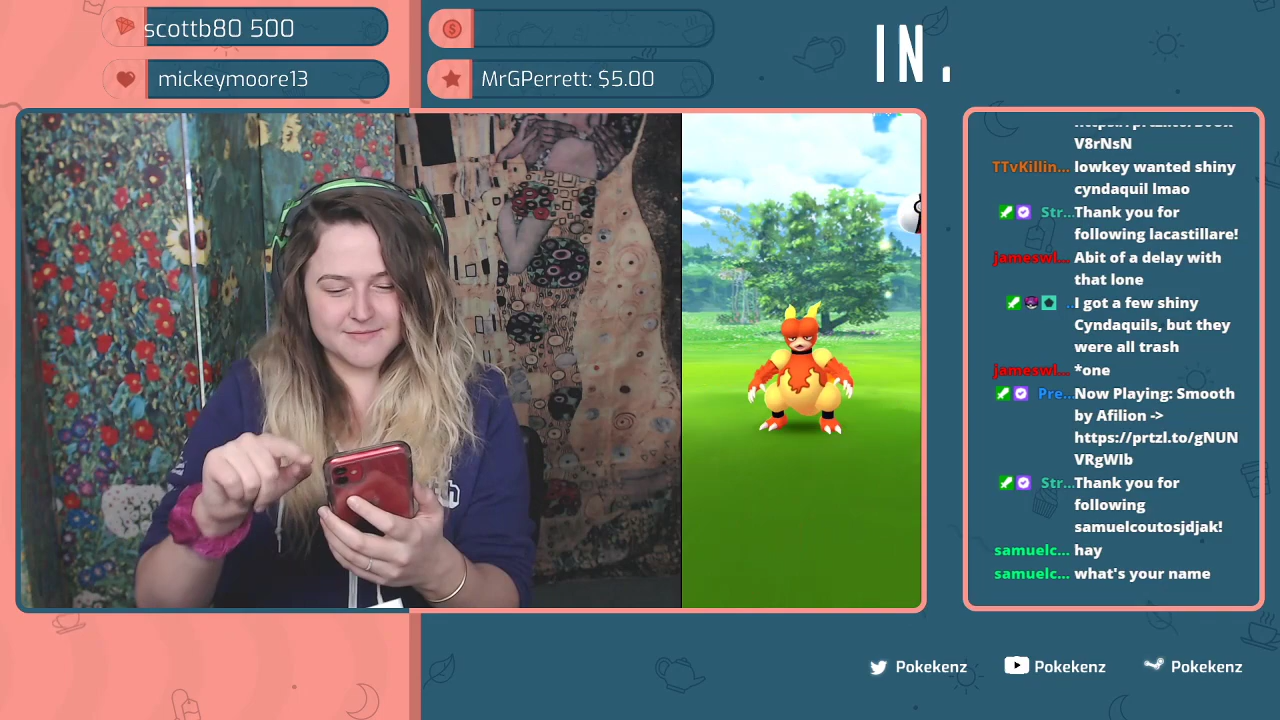 scottb80 500
mickeymoore13
MrGPerrett: $5.00
IN.
V8rNsN
TTvKillin... lowkey wanted shiny
cyndaquil lmao
Str... Thank you for
following lacastillare!
jameswl... Abit of a delay with
that lone
.. I got a few shiny
Cyndaquils, but they
were all trash
jameswl... *one
Pre... Now Playing: Smooth
by Afilion ->
https://prtzl.to/gNUN
VRgWIb
Str... Thank you for
following
samuelcoutosjdjak!
samuelc... hay
samuelc... what's your name
Pokekenz
Pokekenz
Pokekenz